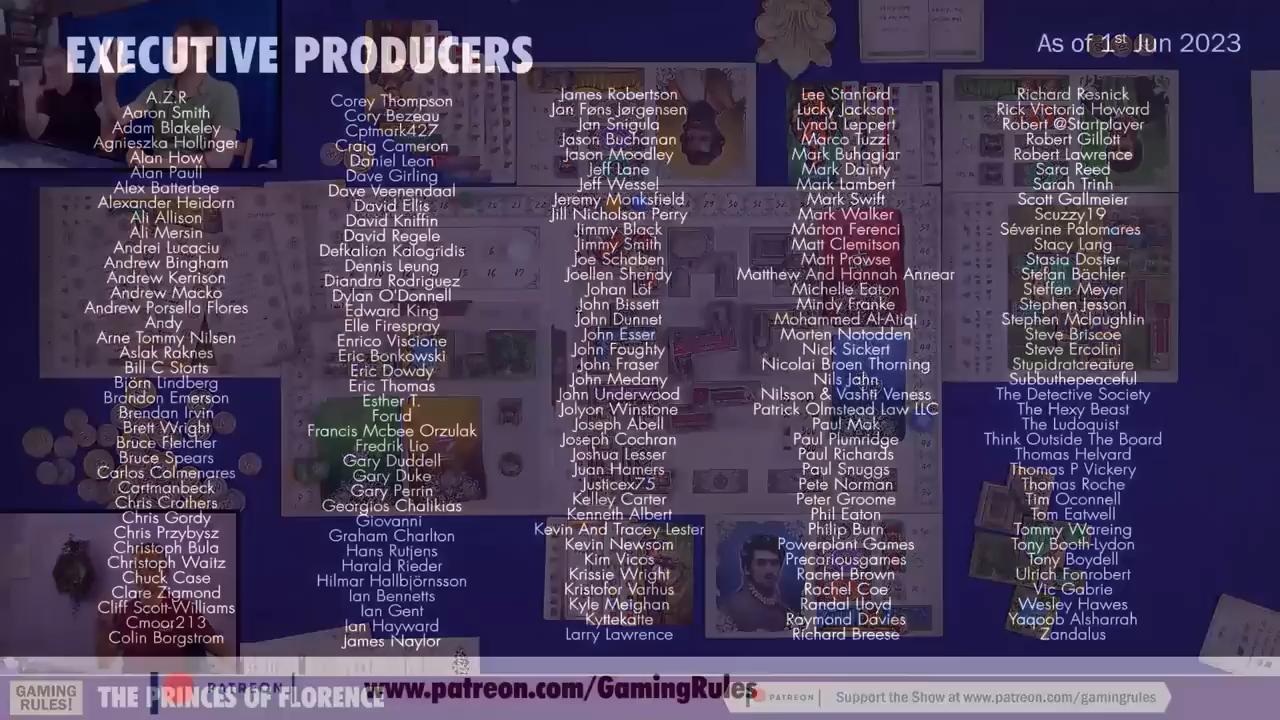 EXECUTIVE PRODUCERS
As of 1st Jun 2023
A.Z.R
Aaron Smith
Adam Blakeley
Agnieszka Hollinger
Alan How
Alan Paull
Alex Batterbee
Alexander Heidorn
Ali Allison
Ali Mersin
Andrei Lucaciu
Andrew Bingham
Andrew Kerrison
Andrew Macko
Andrew Porsella Flores
Andy
Arne Tommy Nilsen
Aslak Raknes
Bill C Storts
Björn Lindberg
Brandon Emerson
Brendan Irvin
Brett Wright
Bruce Fletcher
Bruce Spears
Carlos Colmenares
Cartmanbeck
Chris Crothers
Chris Gordy
Chris Przybysz
Christoph Bula
Christoph Waitz
Chuck Case
Clare Zigmond
Cliff Scott-Williams
Cmoor213
Colin Borgstrom
Corey Thompson
Cory Bezeau
Cptmark427
Craig Cameron
Daniel Leon
Dave Girling
Dave Veenendaal
David Ellis
David Kniffin
David Regele
Defkalion Kalogridis
Dennis Leung
Diandra Rodriguez
Dylan O'Donnell
Edward King
Elle Firespray
Enrico Viscione
Eric Bonkowski
Eric Dowdy
Eric Thomas
Esther T.
Forud
Francis Mcbee Orzulak
Fredrik Lio
Gary Duddell
Gary Duke
Gary Perrin
Georgios Chalikias
Giovanni
Graham Charlton
Hans Rutjens
Harald Rieder
Hilmar Hallbjörnsson
Ian Bennetts
Ian Gent
Ian Hayward
James Naylor
James Robertson
Jan Føns Jørgensen
Jan Snigula
Jason Buchanan
Jason Moodley
Jeff Lane
Jeff Wessel
Jeremy Monksfield
Jill Nicholson Perry
Jimmy Black
Jimmy Smith
Joe Schaben
Joellen Shendy
Johan Löf
John Bissett
John Dunnet
John Esser
John Foughty
John Fraser
John Medany
John Underwood
Jolyon Winstone
Joseph Abell
Joseph Cochran
Joshua Lesser
Juan Hamers
Justicex75
Kelley Carter
Kenneth Albert
Kevin And Tracey Lester
Kevin Newsom
Kim Vicos
Krissie Wright
Kristofor Varhus
Kyle Meighan
Kyttekatte
Larry Lawrence
Lee Stanford
Lucky Jackson
Lynda Leppert
Marco Tuzzi
Mark Buhagiar
Mark Dainty
Mark Lambert
Mark Swift
Mark Walker
Márton Ferenci
Matt Clemitson
Matt Prowse
Matthew And Hannah Annear
Michelle Eaton
Mindy Franke
Mohammed Al-Atiqi
Morten Notodden
Nick Sickert
Nicolai Broen Thorning
Nils Jahn
Nilsson & Vashti Veness
Patrick Olmstead Law LLC
Paul Mak
Paul Plumridge
Paul Richards
Paul Snuggs
Pete Norman
Peter Groome
Phil Eaton
Philip Burn
Powerplant Games
Precariousgames
Rachel Brown
Rachel Coe
Randal Lloyd
Raymond Davies
Richard Breese
Richard Resnick
Rick Victoria Howard
Robert @Startplayer
Robert Gillott
Robert Lawrence
Sara Reed
Sarah Trinh
Scott Gallmeier
Scuzzy19
Séverine Palomares
Stacy Lang
Stasia Doster
Stefan Bächler
Steffen Meyer
Stephen Jesson
Stephen Mclaughlin
Steve Briscoe
Steve Ercolini
Stupidratcreature
Subbuthepeaceful
The Detective Society
The Hexy Beast
The Ludoquist
Think Outside The Board
Thomas Helvard
Thomas P Vickery
Thomas Roche
Tim Oconnell
Tom Eatwell
Tommy Wareing
Tony Booth-Lydon
Tony Boydell
Ulrich Fonrobert
Vic Gabrie
Wesley Hawes
Yaqoob Alsharrah
Zandalus
GAMING RULES!
THE PRINCES OF FLORENCE
PATREON
www.patreon.com/GamingRules
PATREON
Support the Show at www.patreon.com/gamingrules